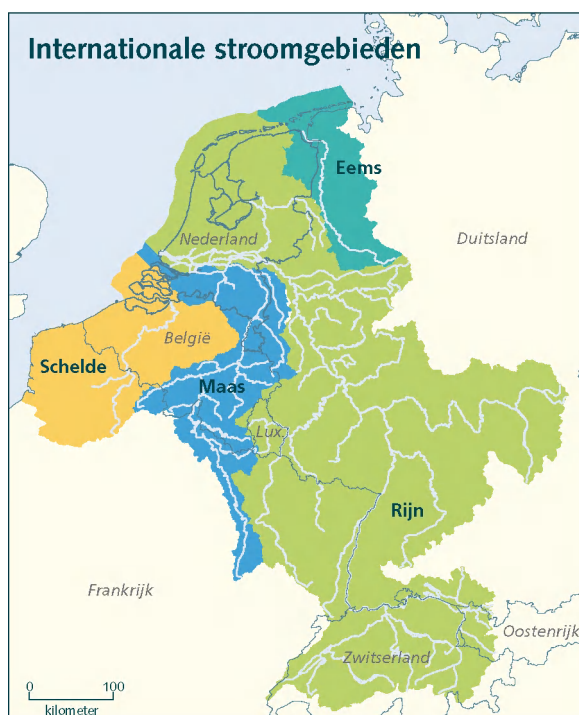 Internationale stroomgebieden
Eems
Nederland
Duitsland
België
Schelde
Maas
Lux.
Rijn
Frankrijk
Oostenrijk
Zwitserland
0 100
kilometer